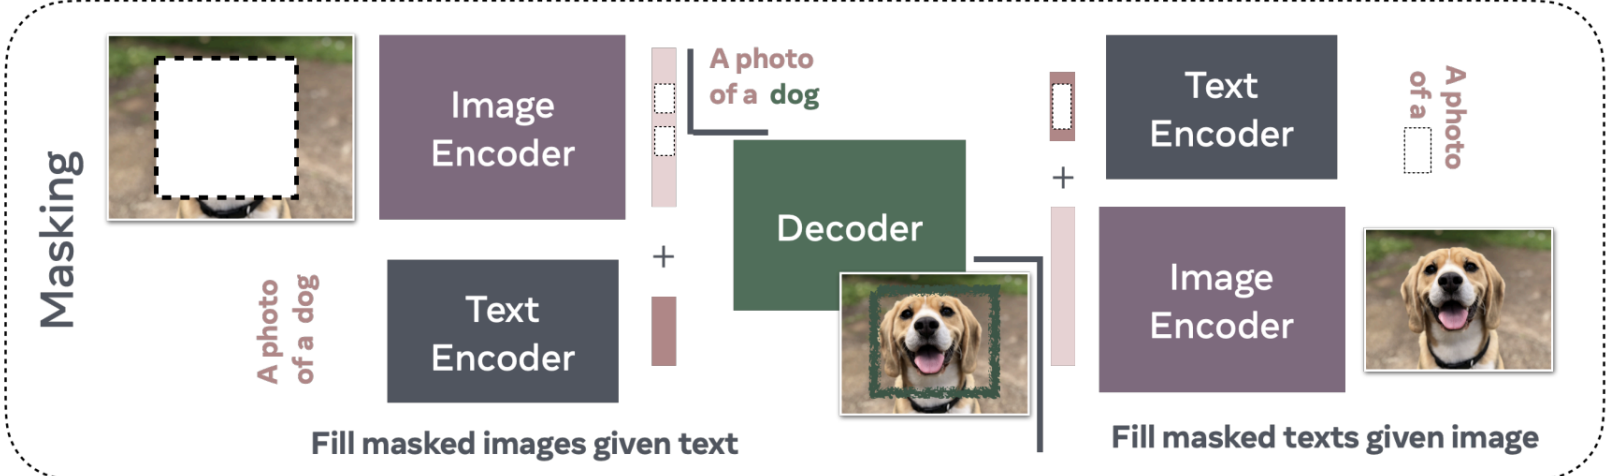 Masking
Image
Encoder
A photo
of a dog
Text
Encoder
Fill masked images given text
A photo
of a dog
Decoder
Text
Encoder
A photo
of a
Image
Encoder
Fill masked texts given image